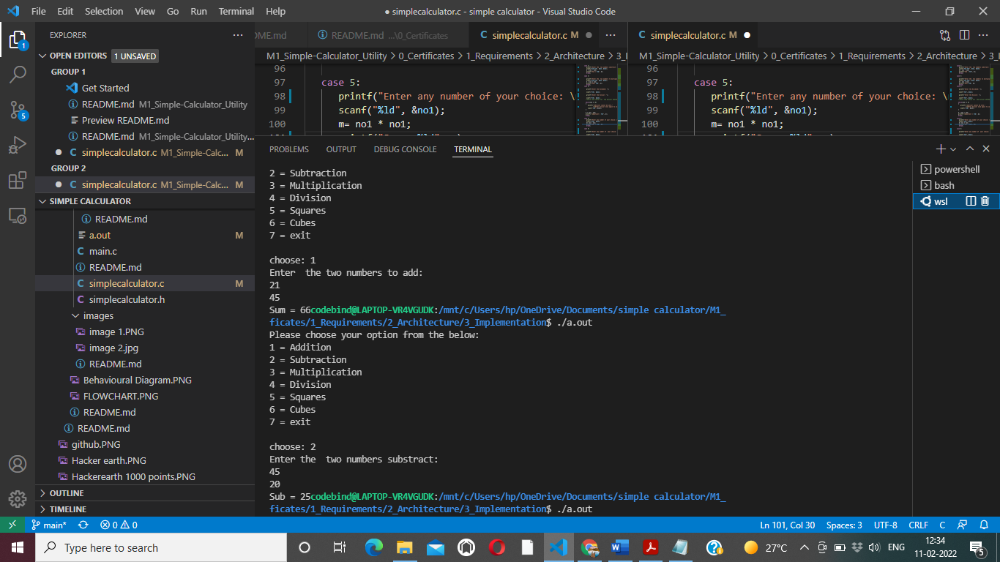 File Edit Selection View Go Run Terminal Help
● simplecalculator.c - simple calculator - Visual Studio Code
EXPLORER
OPEN EDITORS 1 UNSAVED
GROUP 1
Get Started
README.md M1_Simple-Calculator_Utility
Preview README.md
README.md M1_Simple-Calculator_Utility...
● C simplecalculator.c M1_Simple-Calc... M
GROUP 2
● C simplecalculator.c M1_Simple-Calc... M
SIMPLE CALCULATOR
README.md
a.out M
C main.c
README.md
C simplecalculator.c M
C simplecalculator.h
images
image 1.PNG
image 2.jpg
README.md
Behavioural Diagram.PNG
FLOWCHART.PNG
README.md
README.md
github.PNG
Hacker earth.PNG
Hackerearth 1000 points.PNG
OUTLINE
TIMELINE
1
5
DME.md README.md ...\0_Certificates C simplecalculator.c M ● ...
M1_Simple-Calculator_Utility > 0_Certificates > 1_Requirements > 2_Architecture > 3_I
96
97 case 5:
98 printf("Enter any number of your choice: \
99 scanf("%ld", &no1);
100 m= no1 * no1;
C simplecalculator.c M ●
M1_Simple-Calculator_Utility > 0_Certificates > 1_Requirements > 2_Architecture > 3_I
96
97 case 5:
98 printf("Enter any number of your choice: \
99 scanf("%ld", &no1);
100 m= no1 * no1;
PROBLEMS OUTPUT DEBUG CONSOLE TERMINAL
2 = Subtraction
3 = Multiplication
4 = Division
5 = Squares
6 = Cubes
7 = exit
choose: 1
Enter  the two numbers to add:
21
45
Sum = 66codebind@LAPTOP-VR4VGUDK:/mnt/c/Users/hp/OneDrive/Documents/simple calculator/M1_
ficates/1_Requirements/2_Architecture/3_Implementation$ ./a.out
Please choose your option from the below:
1 = Addition
2 = Subtraction
3 = Multiplication
4 = Division
5 = Squares
6 = Cubes
7 = exit
choose: 2
Enter the  two numbers substract:
45
20
Sub = 25codebind@LAPTOP-VR4VGUDK:/mnt/c/Users/hp/OneDrive/Documents/simple calculator/M1_
ficates/1_Requirements/2_Architecture/3_Implementation$ ./a.out
powershell
bash
wsl
main* 0 0
Ln 101, Col 30 Spaces: 3 UTF-8 CRLF C
Type here to search
27°C ENG
12:34
11-02-2022
5